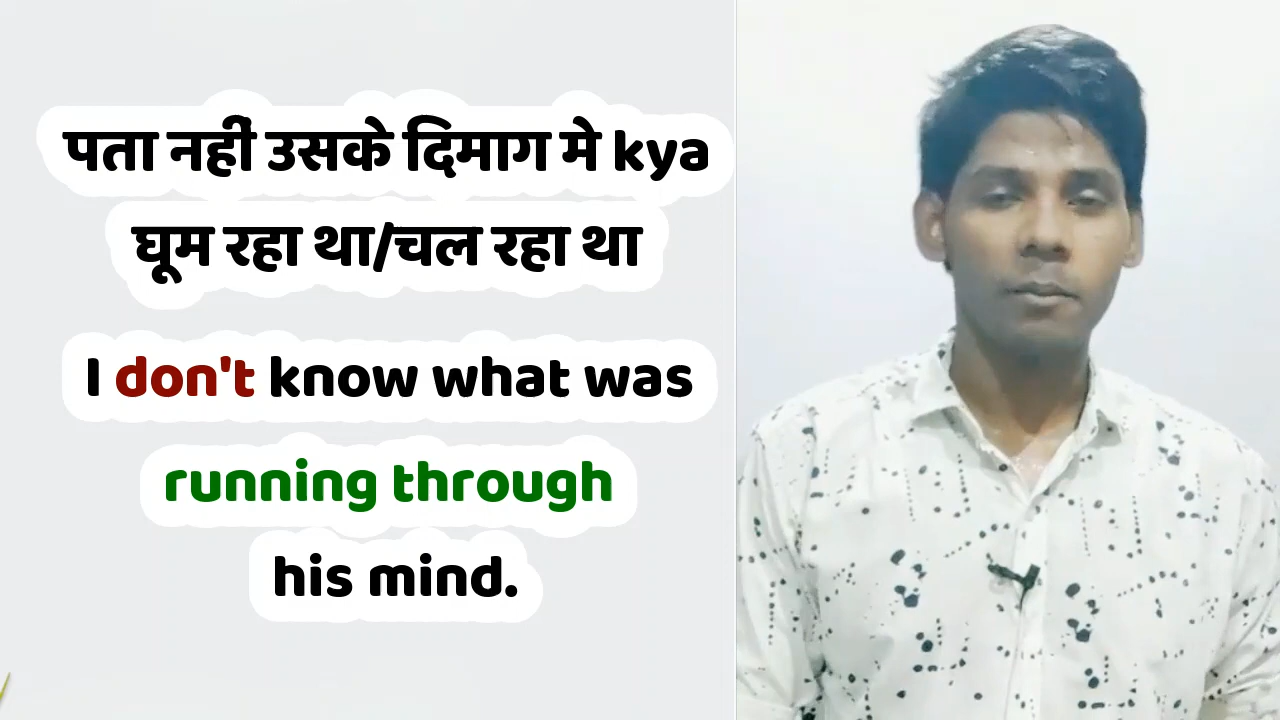 पता नहीं उसके दिमाग मे kya
घूम रहा था/चल रहा था
I don't know what was
running through
his mind.